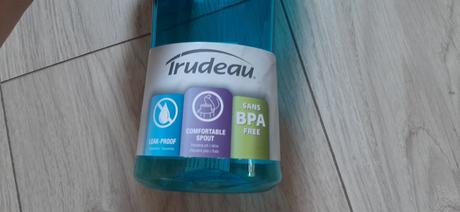 Trudeau
LEAK-PROOF
COMFORTABLE
SPOUT
SANS
BPA
FREE